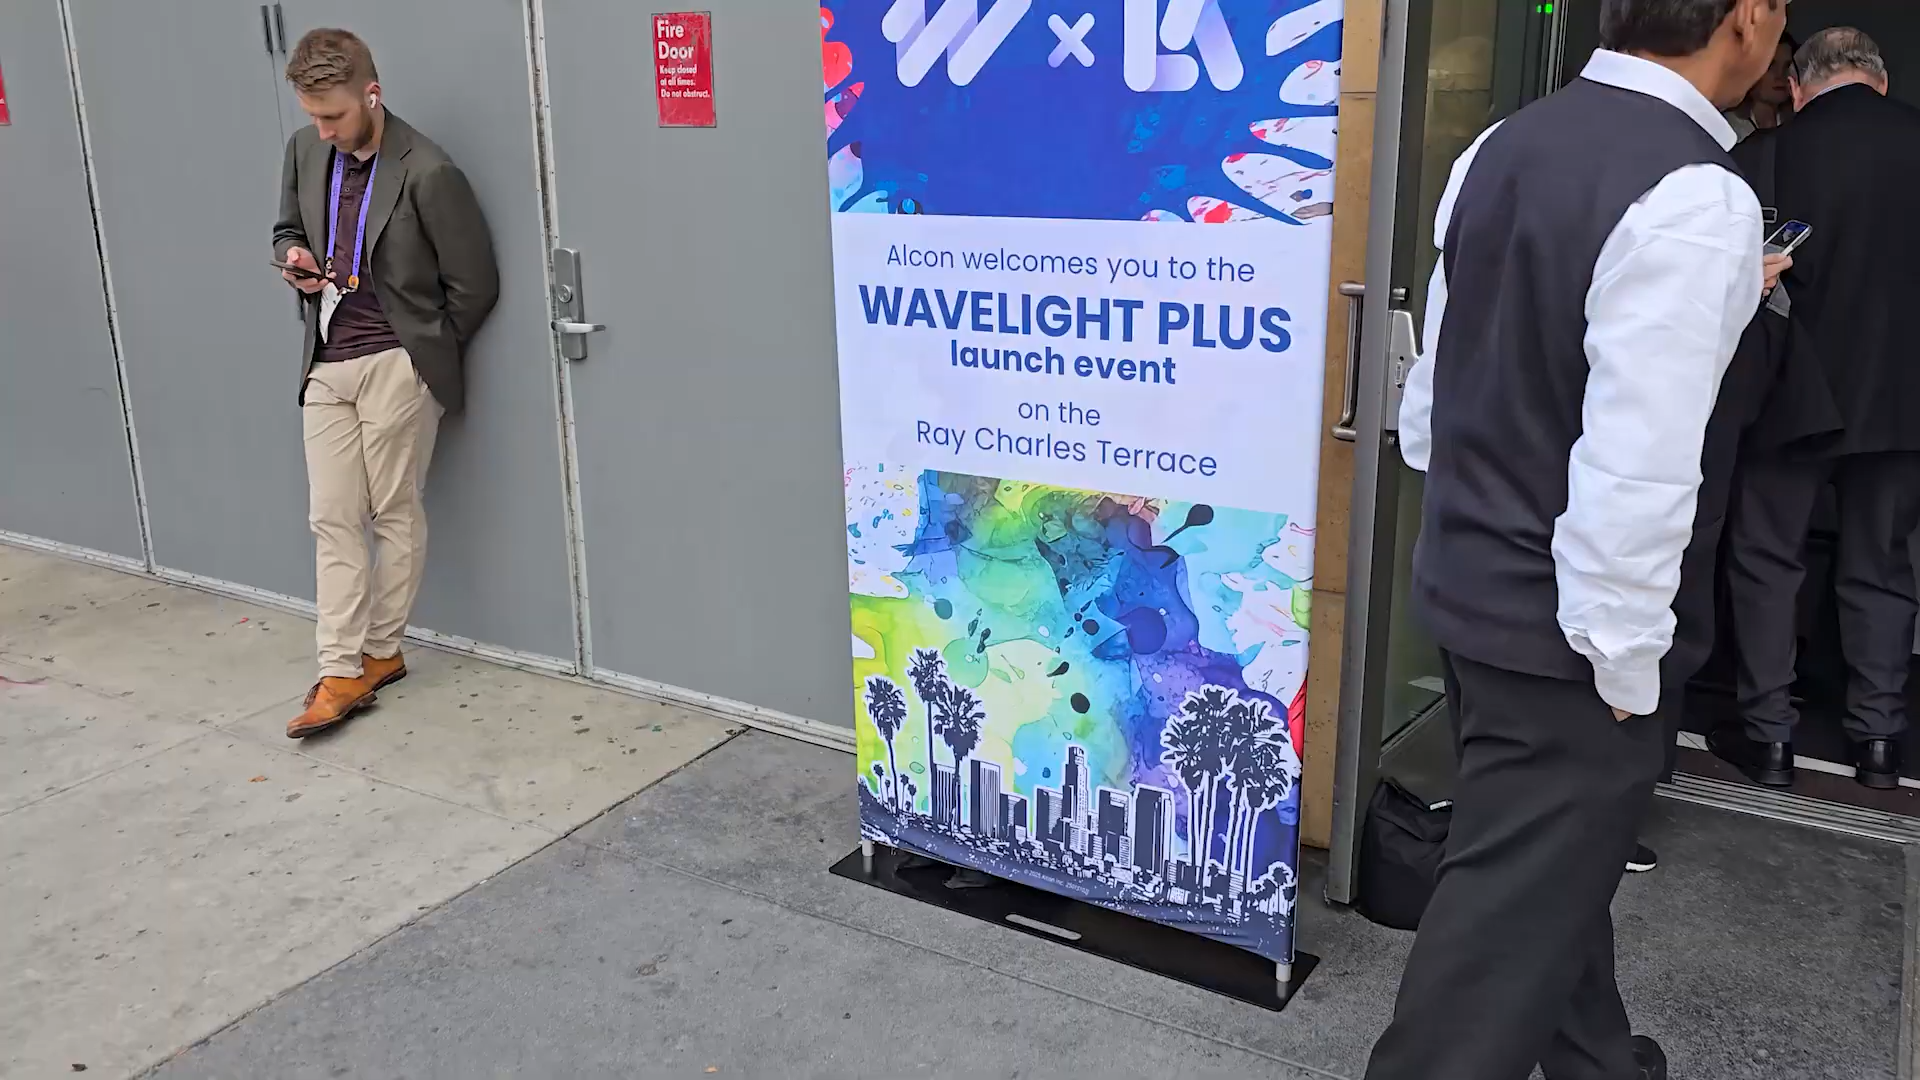 Fire
Door
Keep closed
at all times.
Do not obstruct.
W x LA
Alcon welcomes you to the
WAVELIGHT PLUS
launch event
on the
Ray Charles Terrace